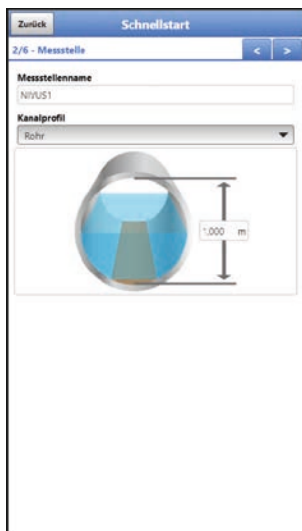 Zurück Schnellstart
2/6 - Messstelle < >
Messstellenname
NIVUS1
Kanalprofil
Rohr
1,000 m